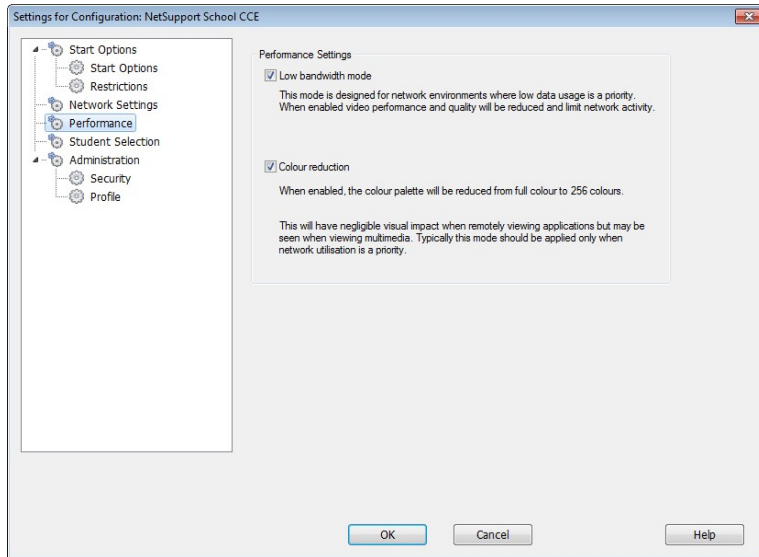 Settings for Configuration: NetSupport School CCE
Start Options
Start Options
Restrictions
Network Settings
Performance
Student Selection
Administration
Security
Profile
Performance Settings
Low bandwidth mode
This mode is designed for network environments where low data usage is a priority.
When enabled video performance and quality will be reduced and limit network activity.
Colour reduction
When enabled, the colour palette will be reduced from full colour to 256 colours.
This will have negligible visual impact when remotely viewing applications but may be
seen when viewing multimedia. Typically this mode should be applied only when
network utilisation is a priority.
OK
Cancel
Help